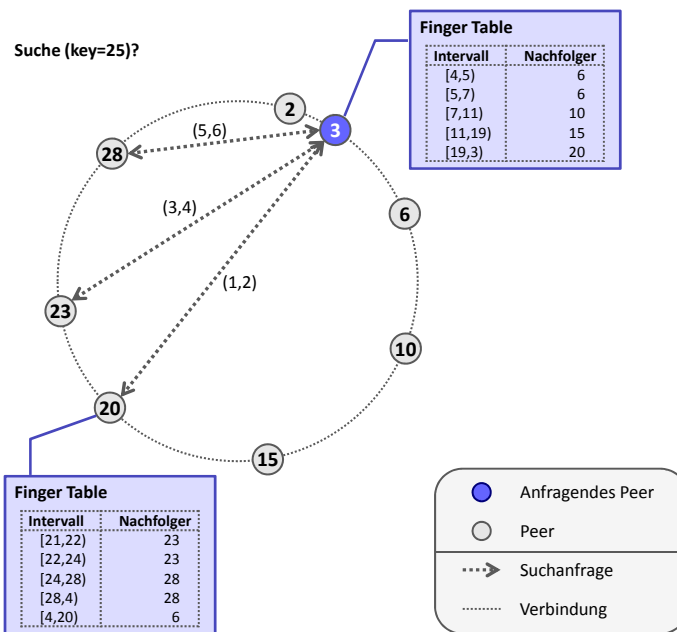 Suche (key=25)?
Finger Table
Intervall Nachfolger
[4,5) 6
[5,7) 6
[7,11) 10
[11,19) 15
[19,3) 20
2
3
(5,6)
28
(3,4)
6
(1,2)
23
10
20
15
Finger Table
Intervall Nachfolger
[21,22) 23
[22,24) 23
[24,28) 28
[28,4) 28
[4,20) 6
Anfragendes Peer
Peer
Suchanfrage
Verbindung